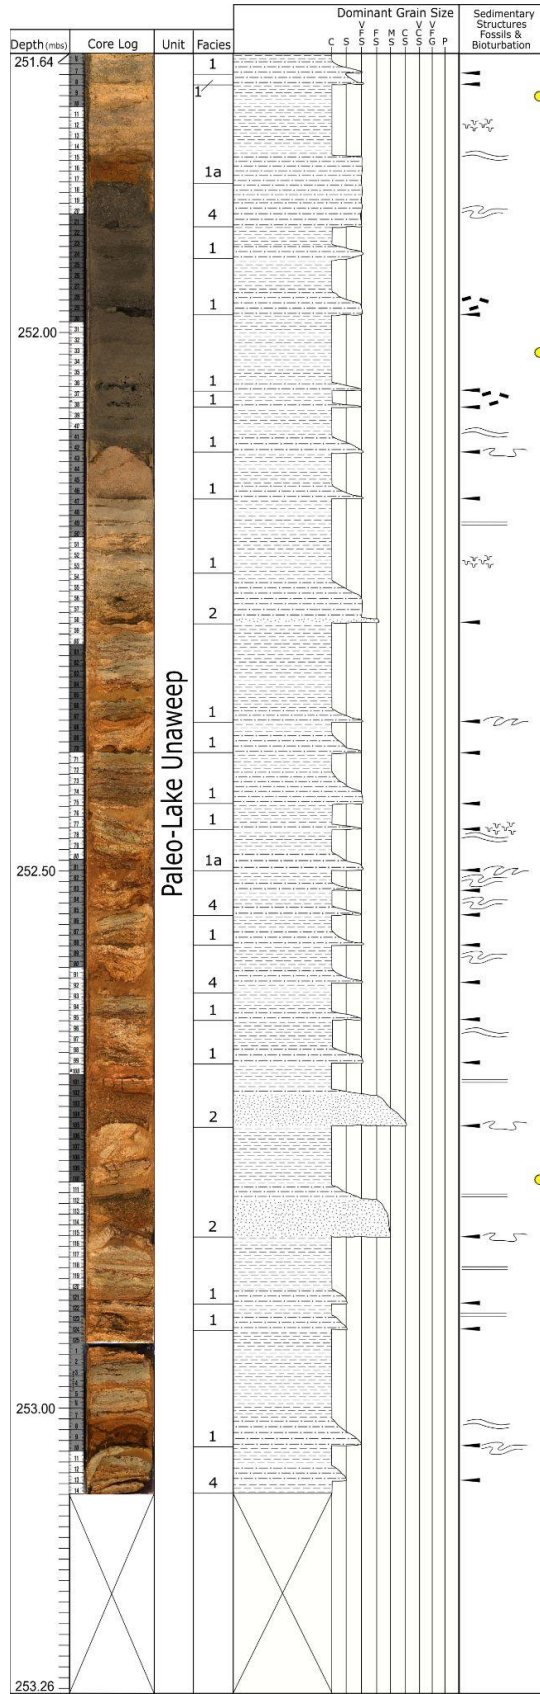 Dominant Grain Size
Sedimentary
Structures
Fossils &
Bioturbation
Depth (mbs)
Core Log
Unit
Facies
C
S
VFS
FS
MS
CS
VCS
VFG
P
251.64
1
1
1a
4
1
1
252.00
1
1
1
1
1
2
Paleo-Lake Unaweep
1
1
1
1
1a
252.50
4
1
4
1
1
2
2
1
1
253.00
1
4
253.26